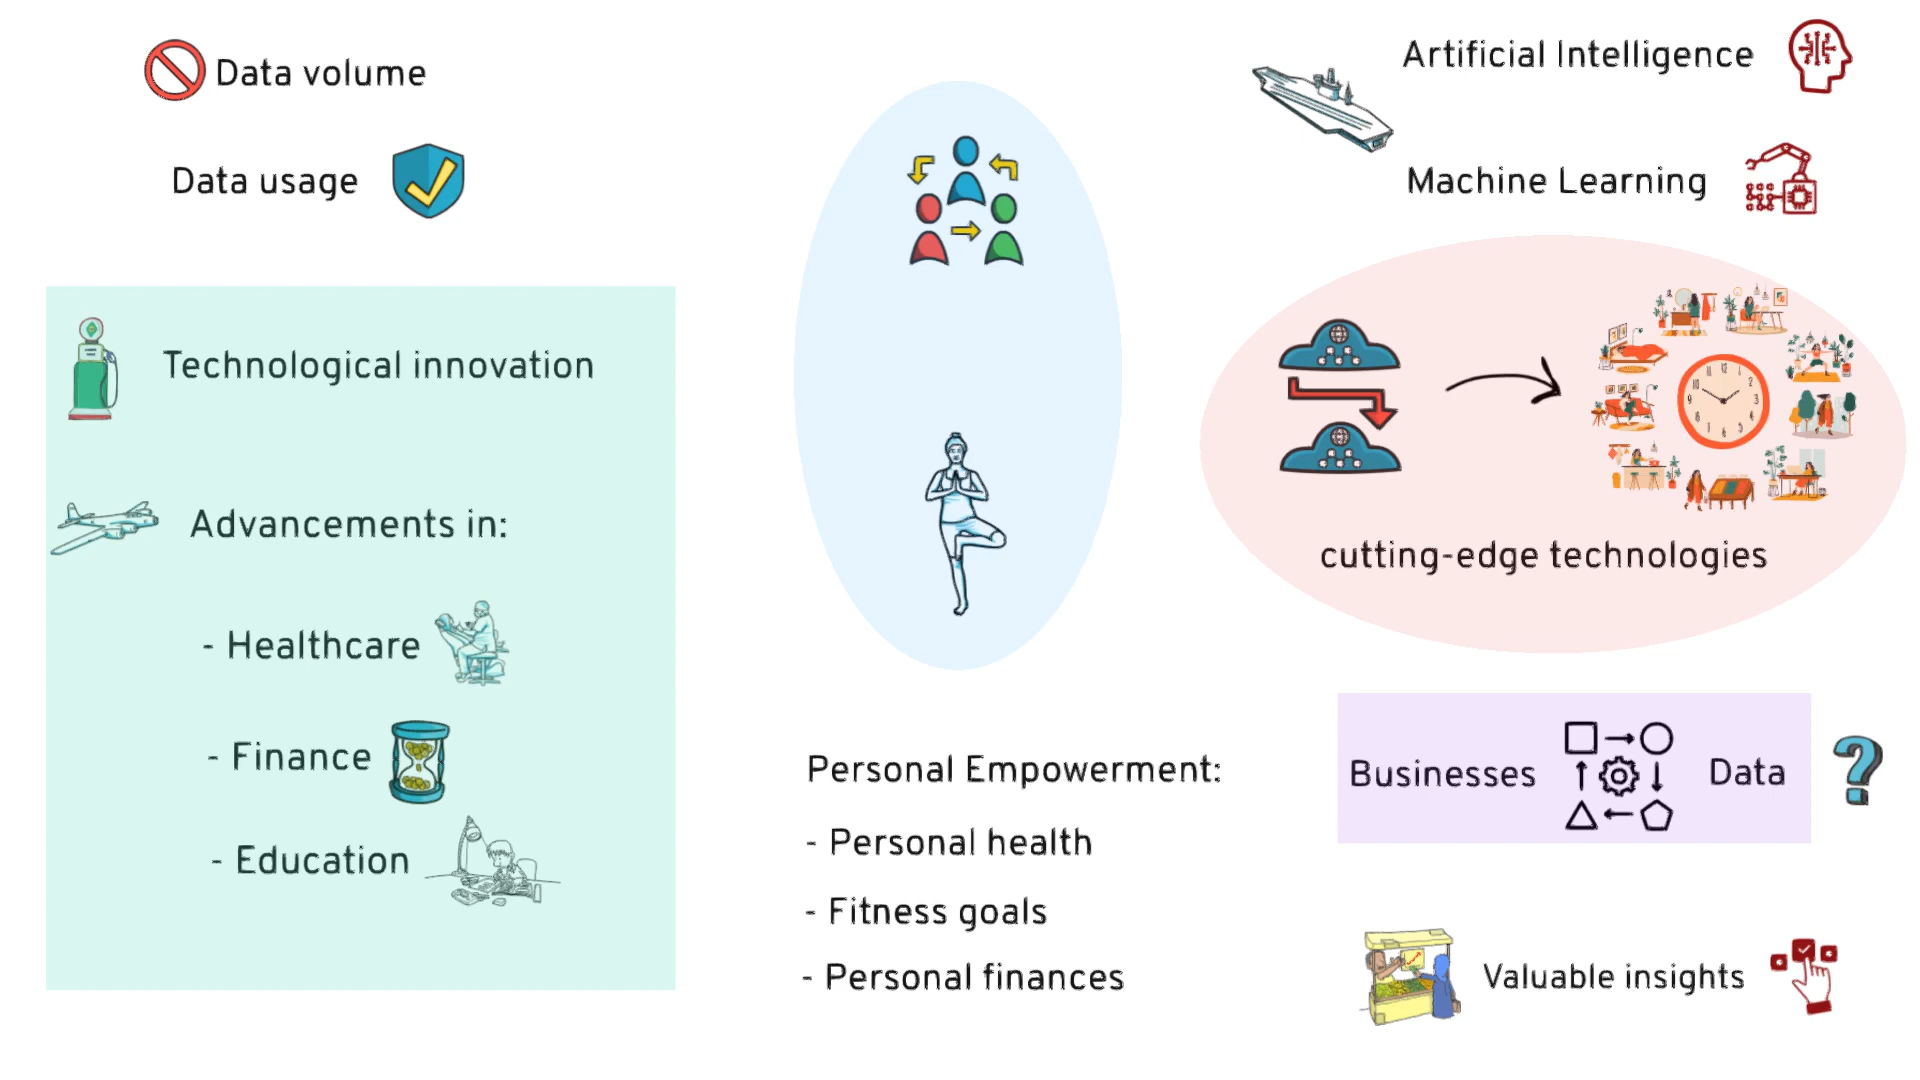 Data volume
Data usage
Technological innovation
Advancements in:
- Healthcare
- Finance
- Education
Personal Empowerment:
- Personal health
- Fitness goals
- Personal finances
Artificial Intelligence
Machine Learning
cutting-edge technologies
Businesses Data
Valuable insights